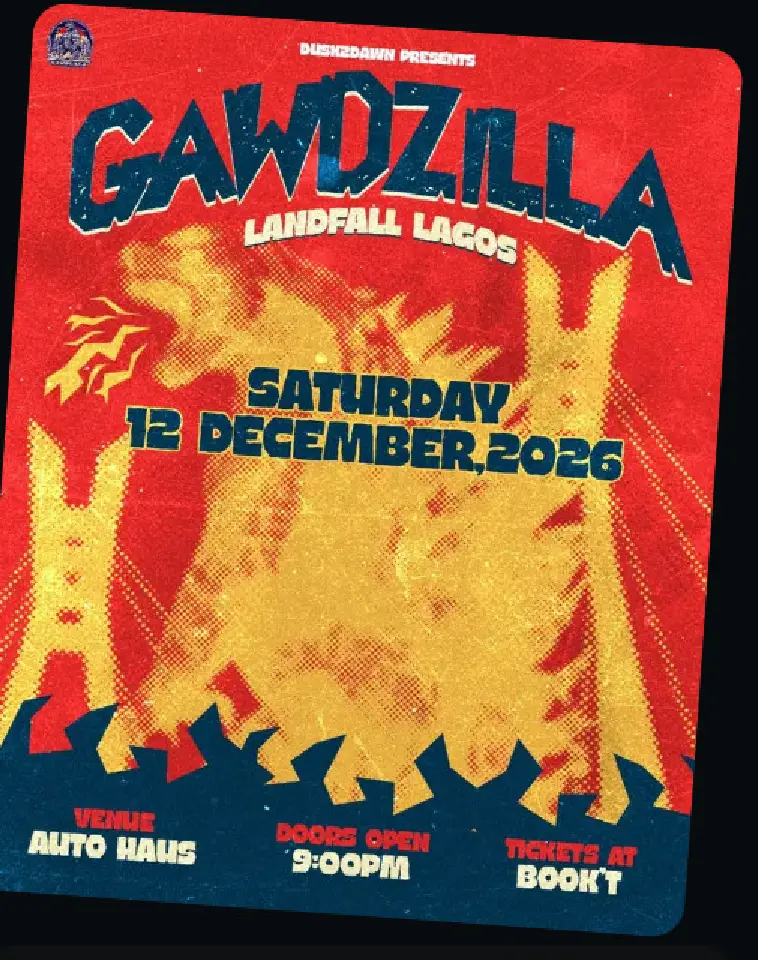 DUSK2DAWN PRESENTS
GAWDZILLA
LANDFALL LAGOS
SATURDAY
12 DECEMBER,2026
VENUE
AUTO HAUS
DOORS OPEN
9:00PM
TICKETS AT
BOOK'T